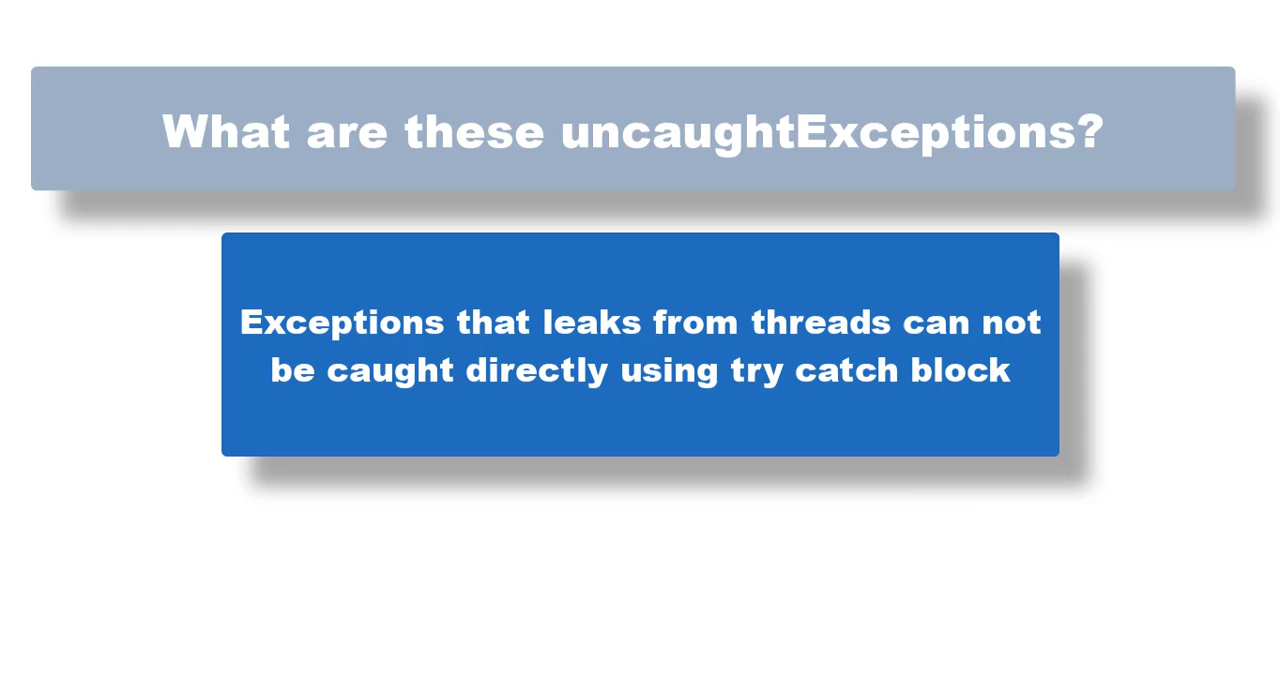 What are these uncaughtExceptions?
Exceptions that leaks from threads can not
be caught directly using try catch block